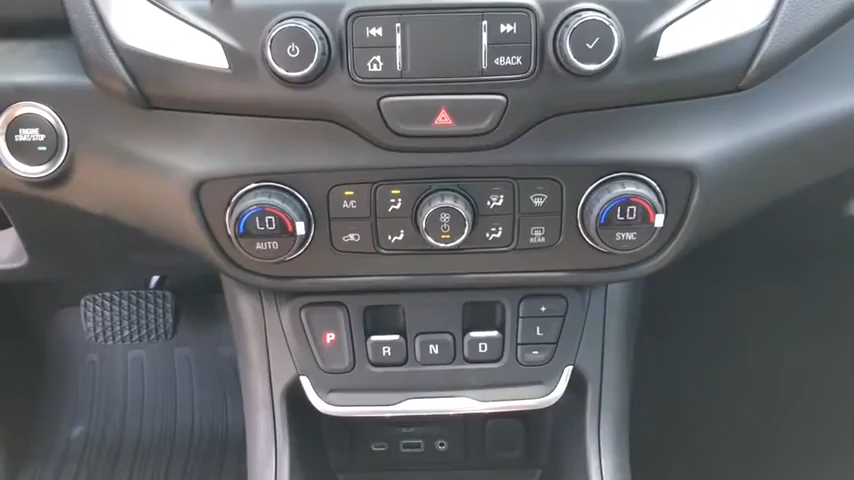 BACK
ENGINE
START/STOP
LO
AUTO
A/C
REAR
LO
SYNC
P
R
N
D
+
L
-